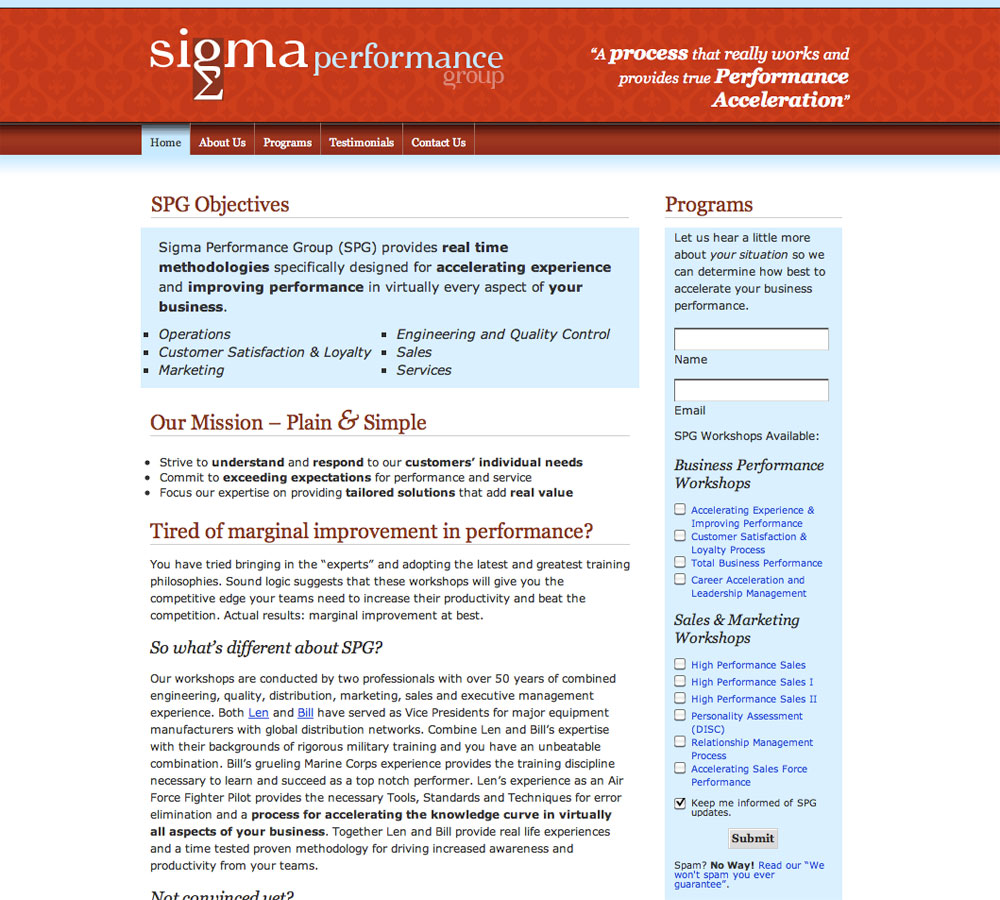 sigma performance
group
Σ
“A process that really works and
provides true Performance
Acceleration”
Home About Us Programs Testimonials Contact Us
SPG Objectives
Sigma Performance Group (SPG) provides real time
methodologies specifically designed for accelerating experience
and improving performance in virtually every aspect of your
business.
Operations
Customer Satisfaction & Loyalty
Marketing
Engineering and Quality Control
Sales
Services
Our Mission – Plain & Simple
Strive to understand and respond to our customers’ individual needs
Commit to exceeding expectations for performance and service
Focus our expertise on providing tailored solutions that add real value
Tired of marginal improvement in performance?
You have tried bringing in the “experts” and adopting the latest and greatest training
philosophies. Sound logic suggests that these workshops will give you the
competitive edge your teams need to increase their productivity and beat the
competition. Actual results: marginal improvement at best.
So what’s different about SPG?
Our workshops are conducted by two professionals with over 50 years of combined
engineering, quality, distribution, marketing, sales and executive management
experience. Both Len and Bill have served as Vice Presidents for major equipment
manufacturers with global distribution networks. Combine Len and Bill’s expertise
with their backgrounds of rigorous military training and you have an unbeatable
combination. Bill’s grueling Marine Corps experience provides the training discipline
necessary to learn and succeed as a top notch performer. Len’s experience as an Air
Force Fighter Pilot provides the necessary Tools, Standards and Techniques for error
elimination and a process for accelerating the knowledge curve in virtually
all aspects of your business. Together Len and Bill provide real life experiences
and a time tested proven methodology for driving increased awareness and
productivity from your teams.
Not convinced yet?
Programs
Let us hear a little more
about your situation so we
can determine how best to
accelerate your business
performance.
Name
Email
SPG Workshops Available:
Business Performance
Workshops
Accelerating Experience &
Improving Performance
Customer Satisfaction &
Loyalty Process
Total Business Performance
Career Acceleration and
Leadership Management
Sales & Marketing
Workshops
High Performance Sales
High Performance Sales I
High Performance Sales II
Personality Assessment
(DISC)
Relationship Management
Process
Accelerating Sales Force
Performance
Keep me informed of SPG
updates.
Submit
Spam? No Way! Read our “We
won't spam you ever
guarantee”.